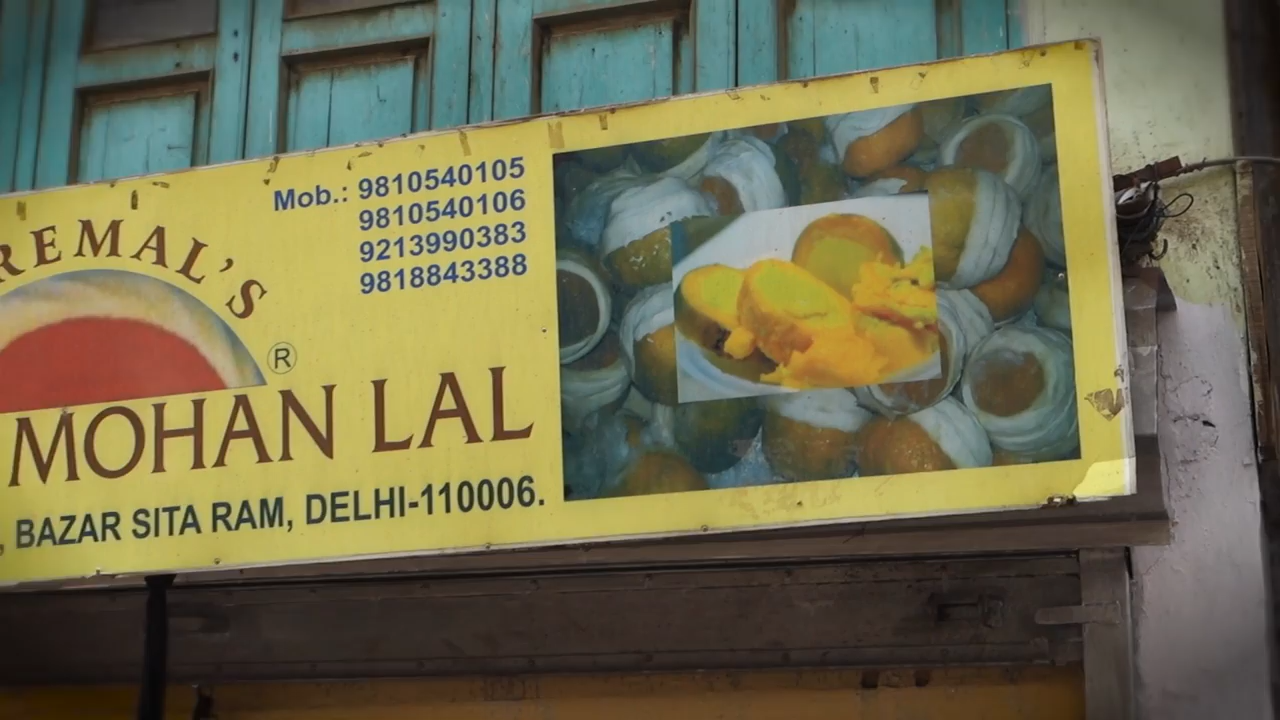 REMAL'S
®
Mob.: 9810540105
9810540106
9213990383
9818843388
MOHAN LAL
, BAZAR SITA RAM, DELHI-110006.